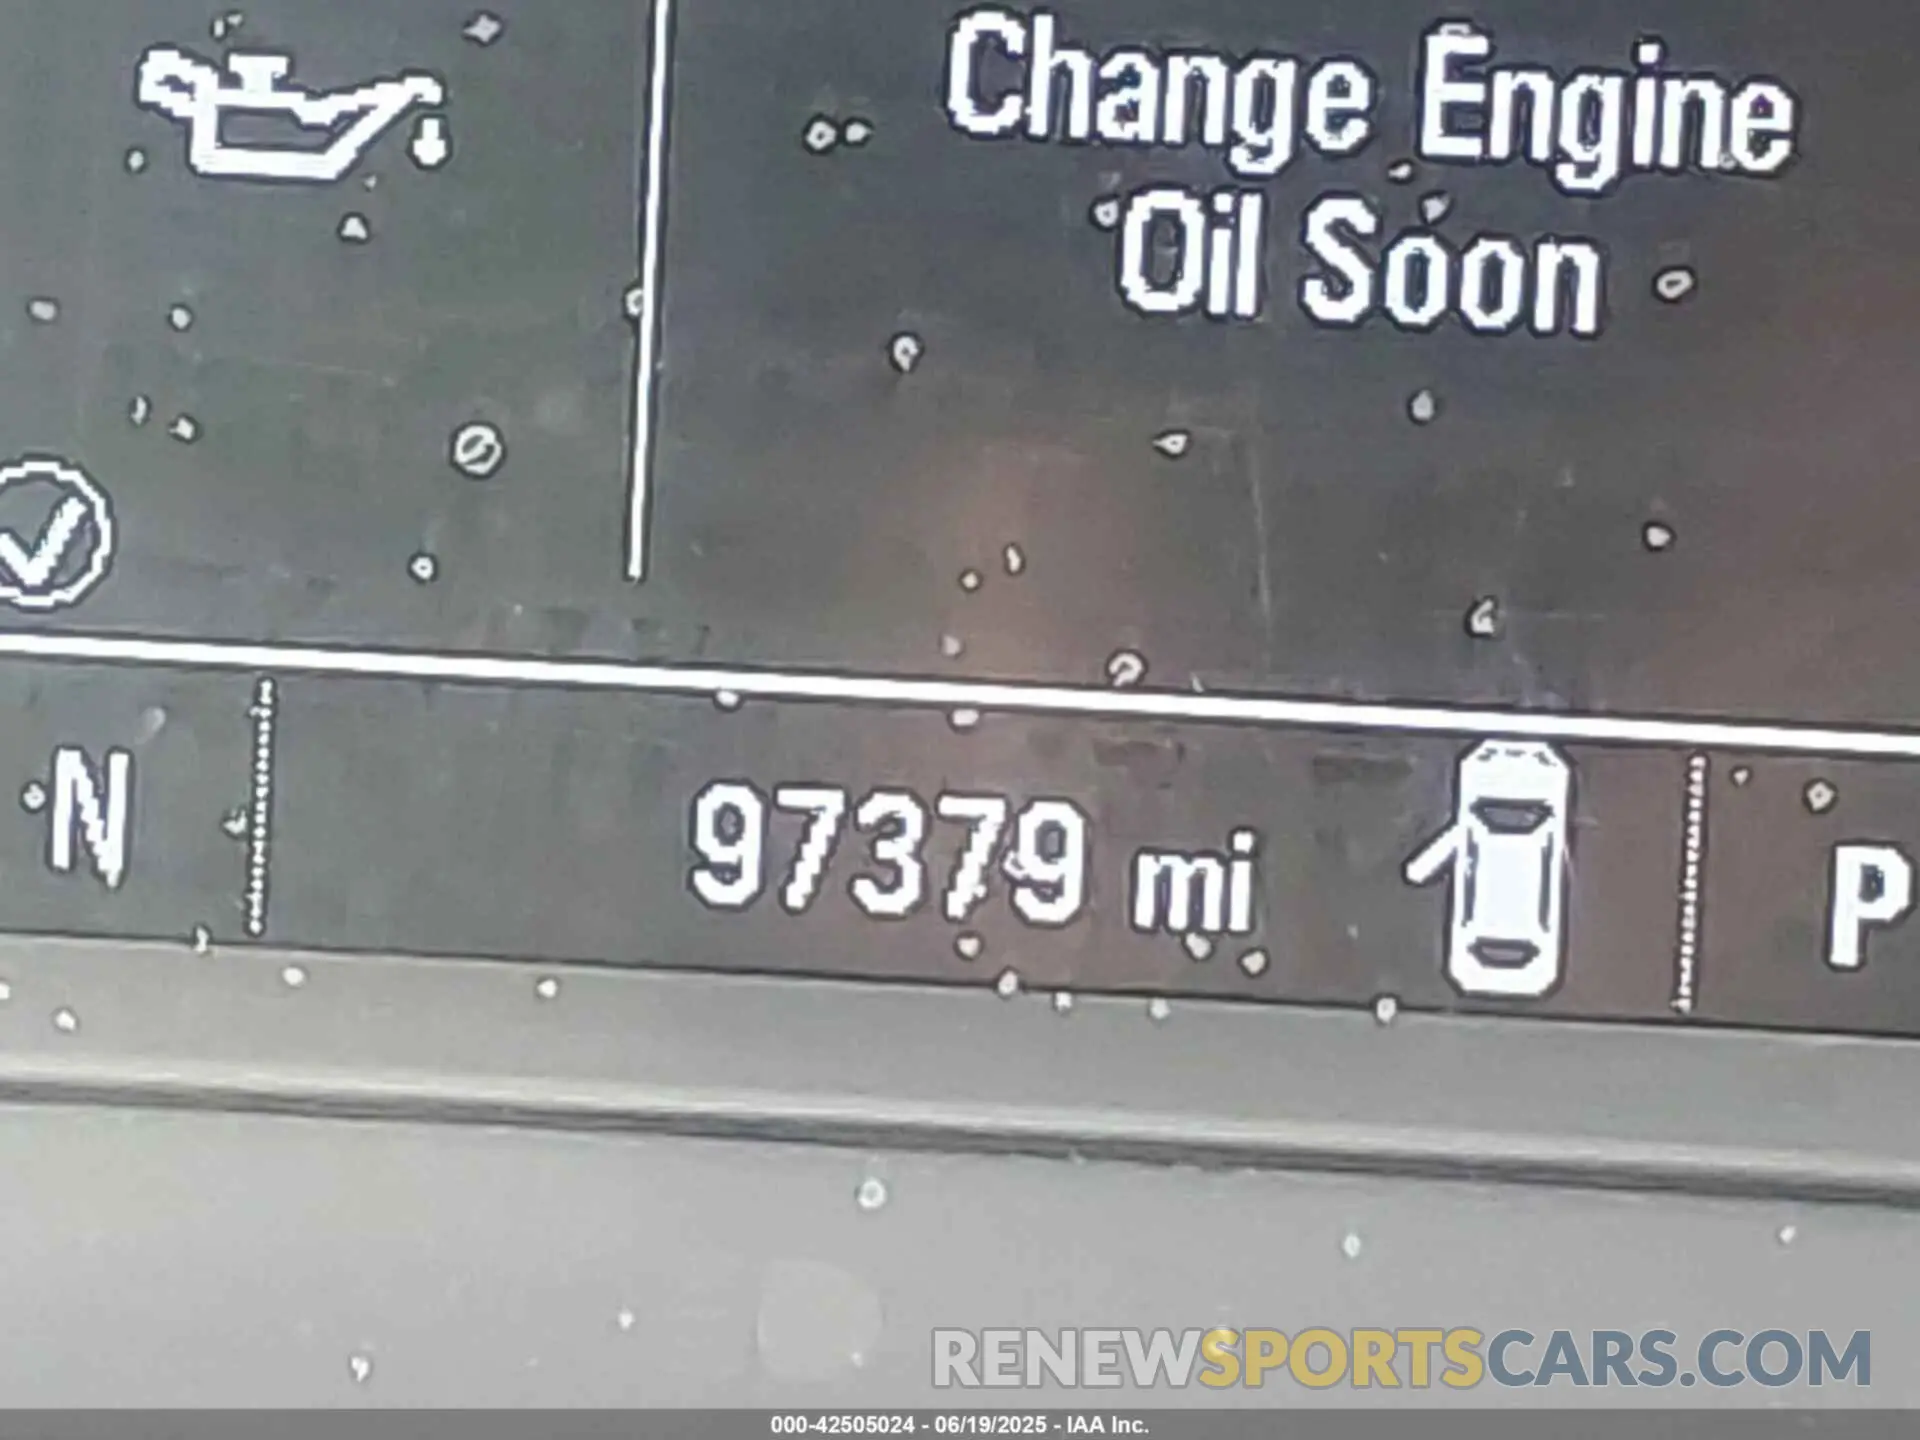 Change Engine
Oil Soon
N 97379 mi P
RENEWSPORTSCARS.COM
000-42505024 - 06/19/2025 - IAA Inc.